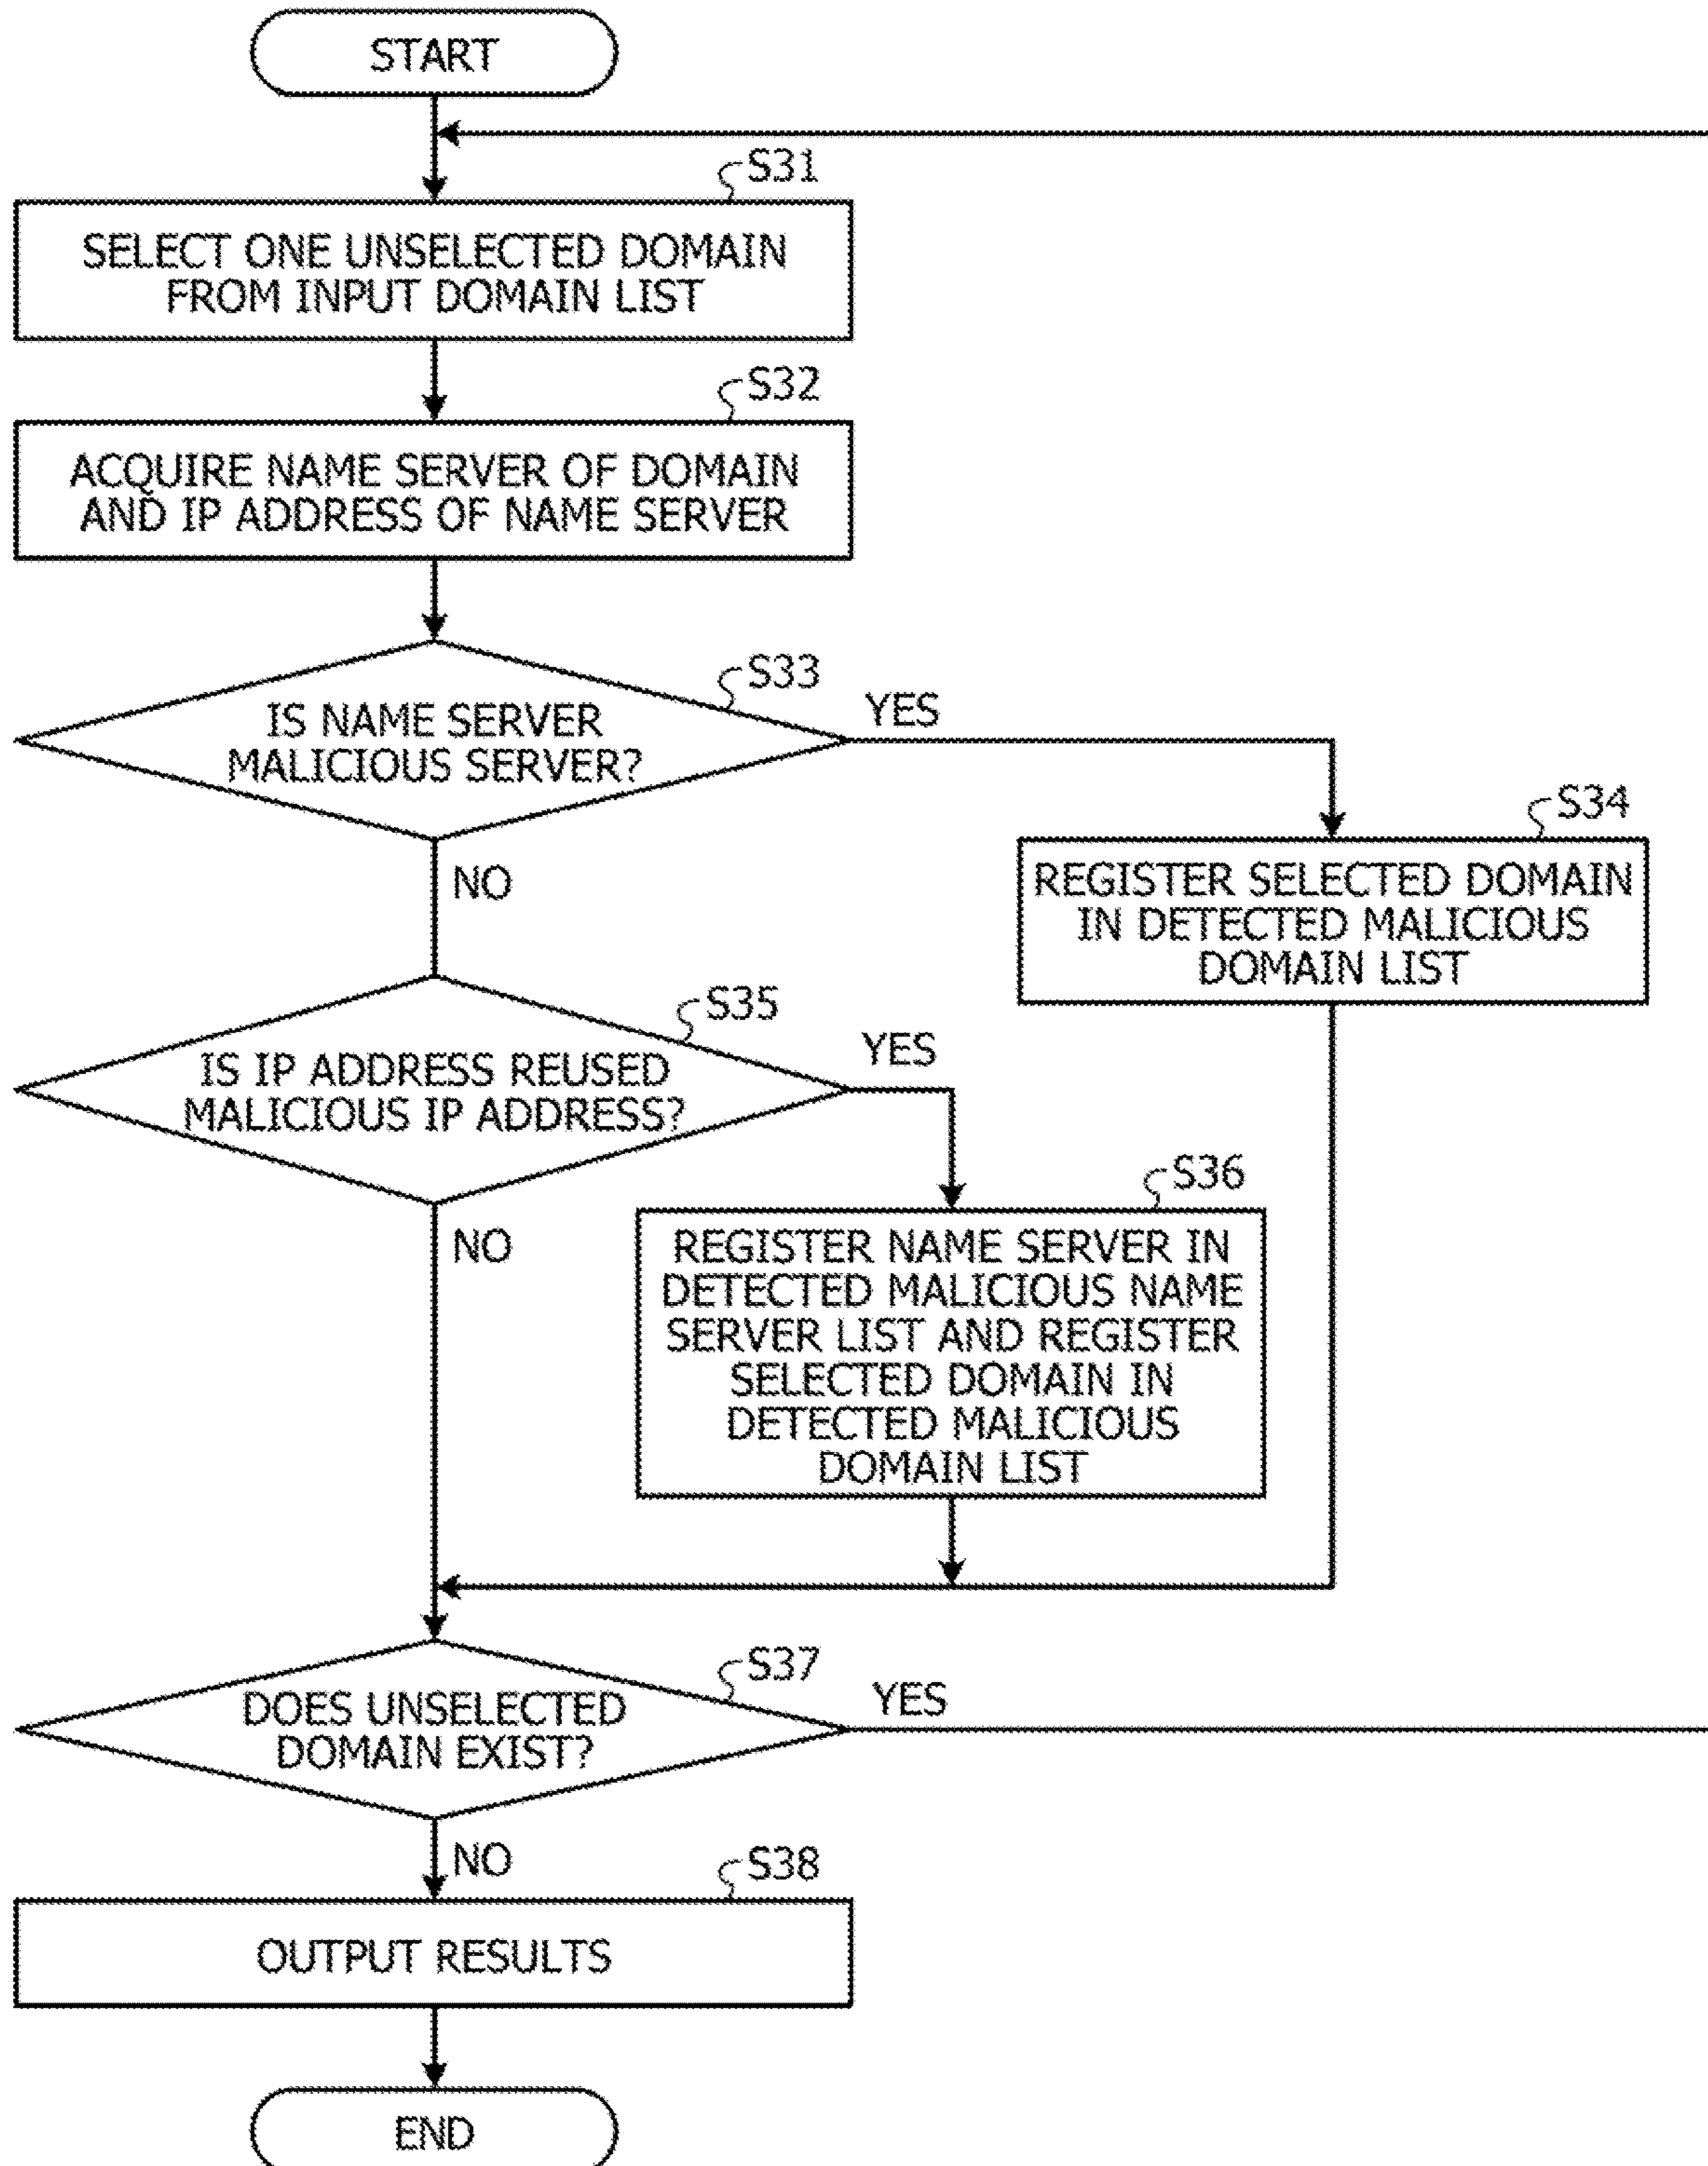 START
S31
SELECT ONE UNSELECTED DOMAIN
FROM INPUT DOMAIN LIST
S32
ACQUIRE NAME SERVER OF DOMAIN
AND IP ADDRESS OF NAME SERVER
S33
IS NAME SERVER
MALICIOUS SERVER?
YES
NO
S34
REGISTER SELECTED DOMAIN
IN DETECTED MALICIOUS
DOMAIN LIST
S35
IS IP ADDRESS REUSED
MALICIOUS IP ADDRESS?
YES
NO
S36
REGISTER NAME SERVER IN
DETECTED MALICIOUS NAME
SERVER LIST AND REGISTER
SELECTED DOMAIN IN
DETECTED MALICIOUS
DOMAIN LIST
S37
DOES UNSELECTED
DOMAIN EXIST?
YES
NO
S38
OUTPUT RESULTS
END